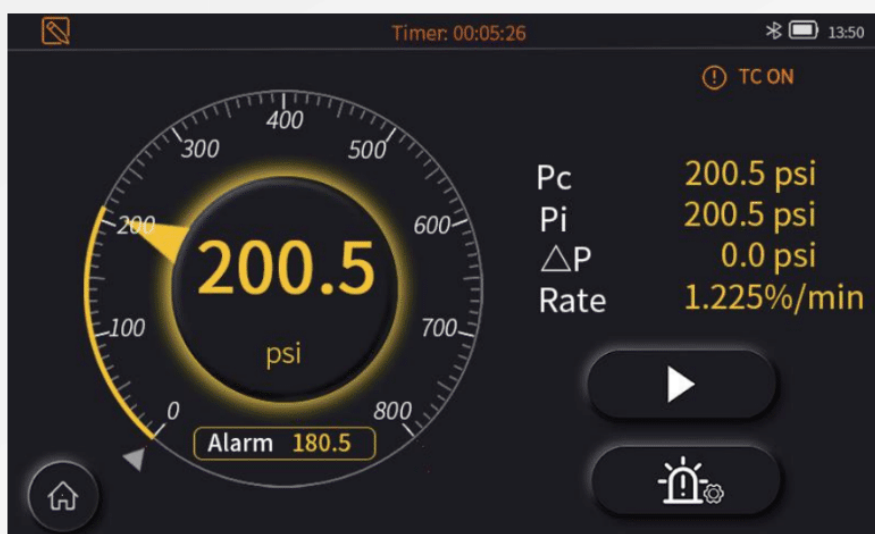 Timer: 00:05:26
13:50
TC ON
400
300
500
200
600
100
700
0
800
200.5
psi
Alarm 180.5
Pc 200.5 psi
Pi 200.5 psi
△P 0.0 psi
Rate 1.225%/min